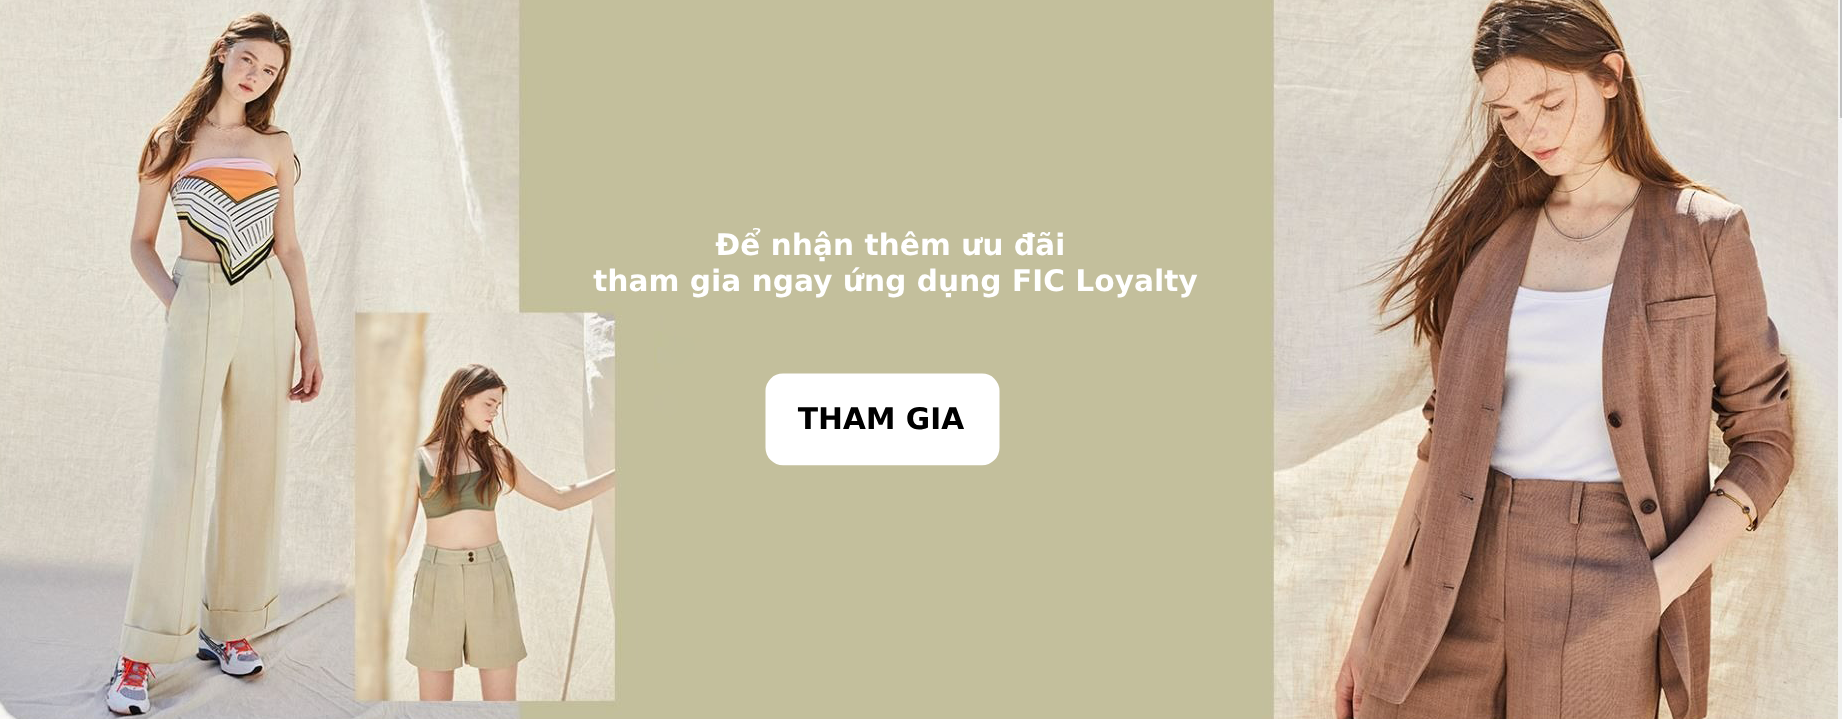 Để nhận thêm ưu đãi
tham gia ngay ứng dụng FIC Loyalty
THAM GIA